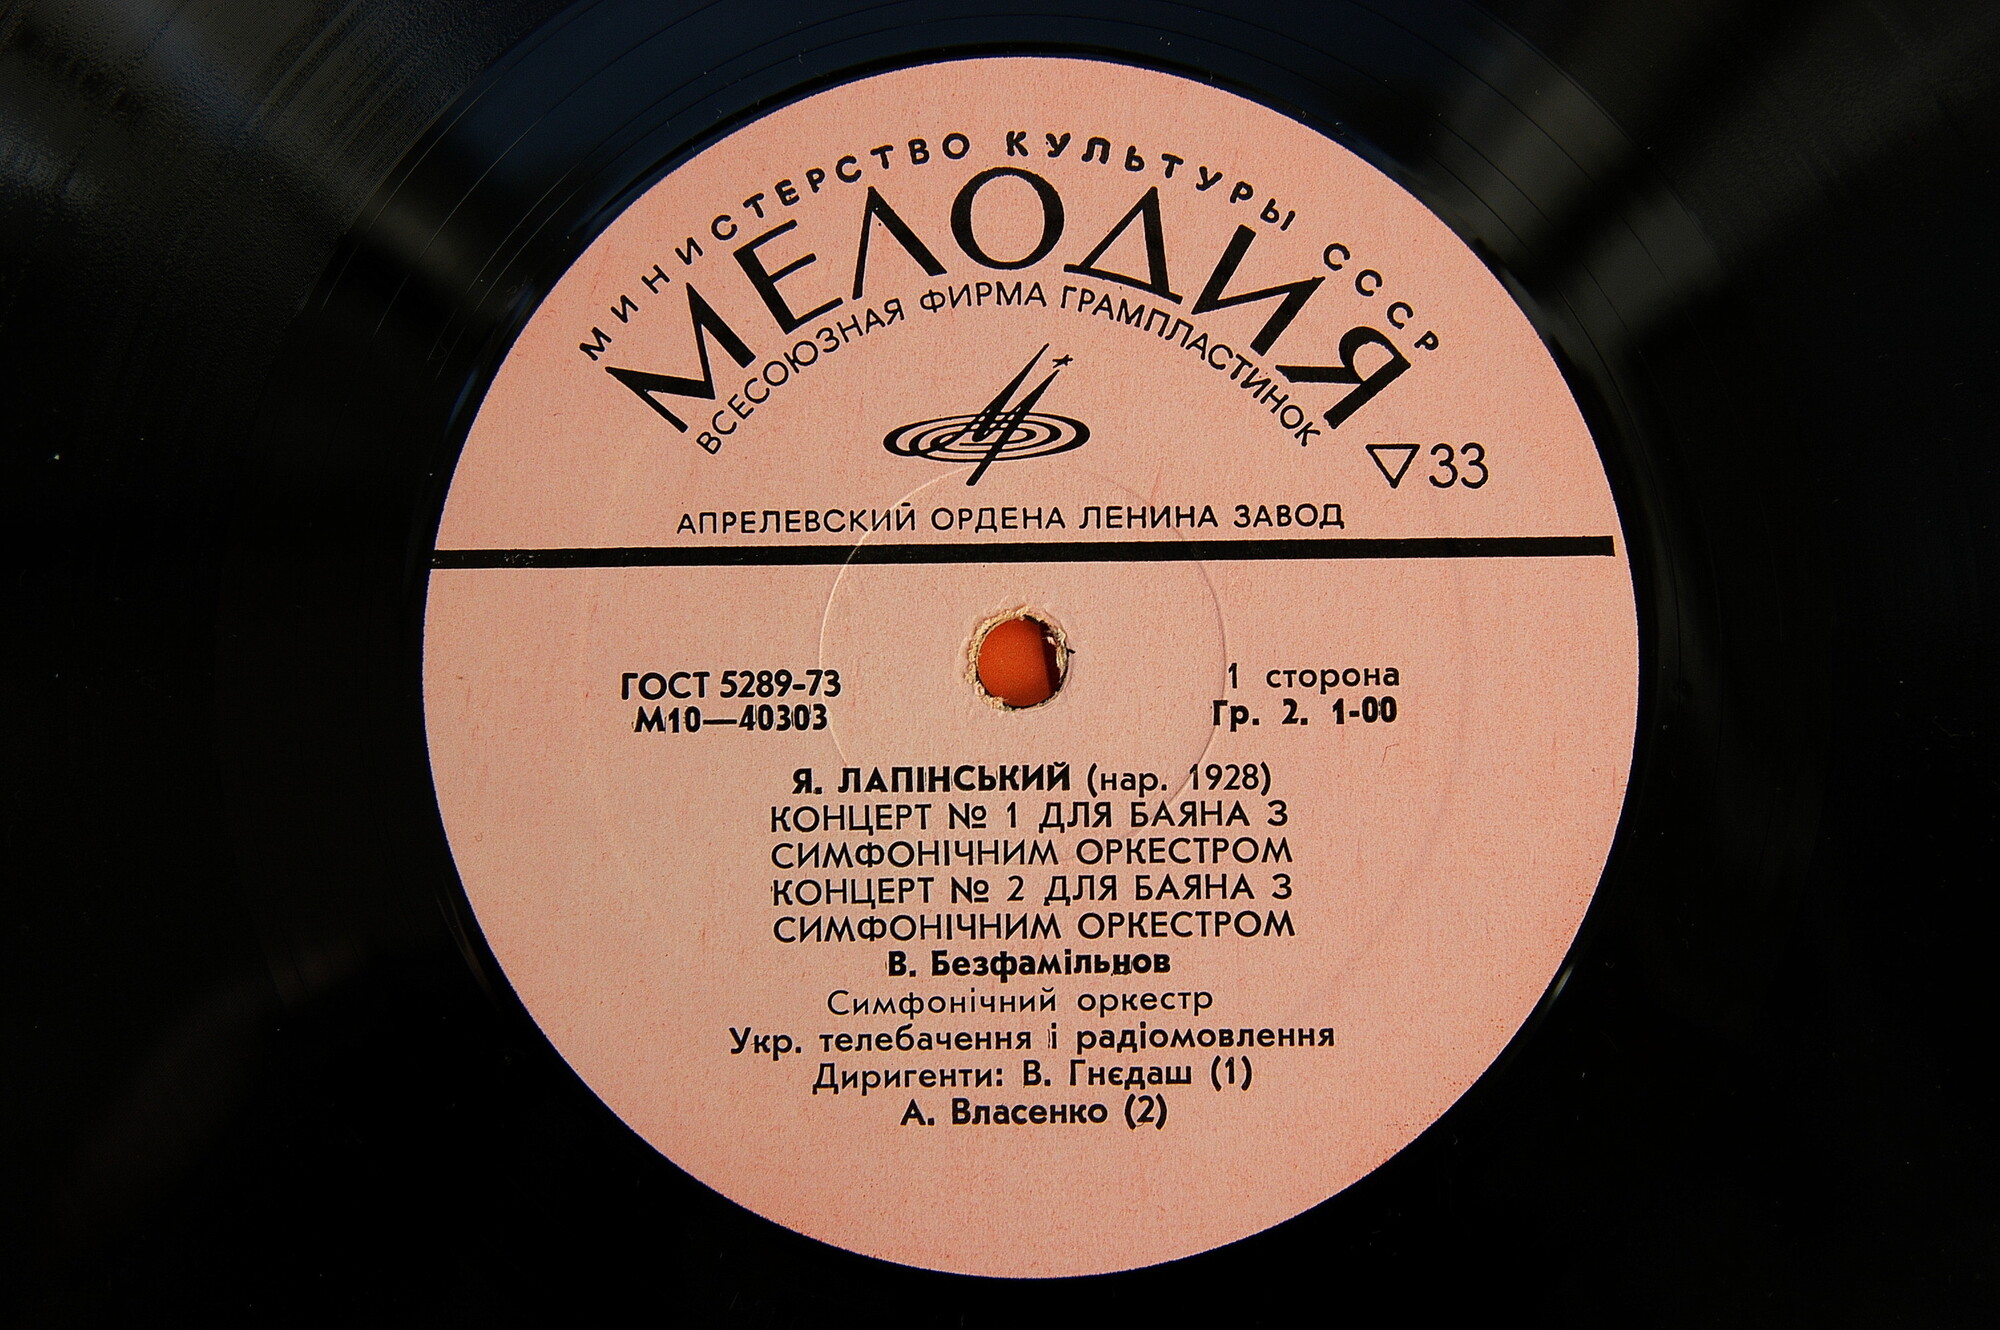 МИНИСТЕРСТВО КУЛЬТУРЫ СССР
МЕЛОДИЯ
ВСЕСОЮЗНАЯ ФИРМА ГРАМПЛАСТИНОК
▽33
АПРЕЛЕВСКИЙ ОРДЕНА ЛЕНИНА ЗАВОД
ГОСТ 5289-73
М10—40303
1 сторона
Гр. 2. 1-00
Я. ЛАПІНСЬКИЙ (нар. 1928)
КОНЦЕРТ № 1 ДЛЯ БАЯНА З
СИМФОНІЧНИМ ОРКЕСТРОМ
КОНЦЕРТ № 2 ДЛЯ БАЯНА З
СИМФОНІЧНИМ ОРКЕСТРОМ
В. Безфамільнов
Симфонічний оркестр
Укр. телебачення і радіомовлення
Диригенти: В. Гнєдаш (1)
А. Власенко (2)